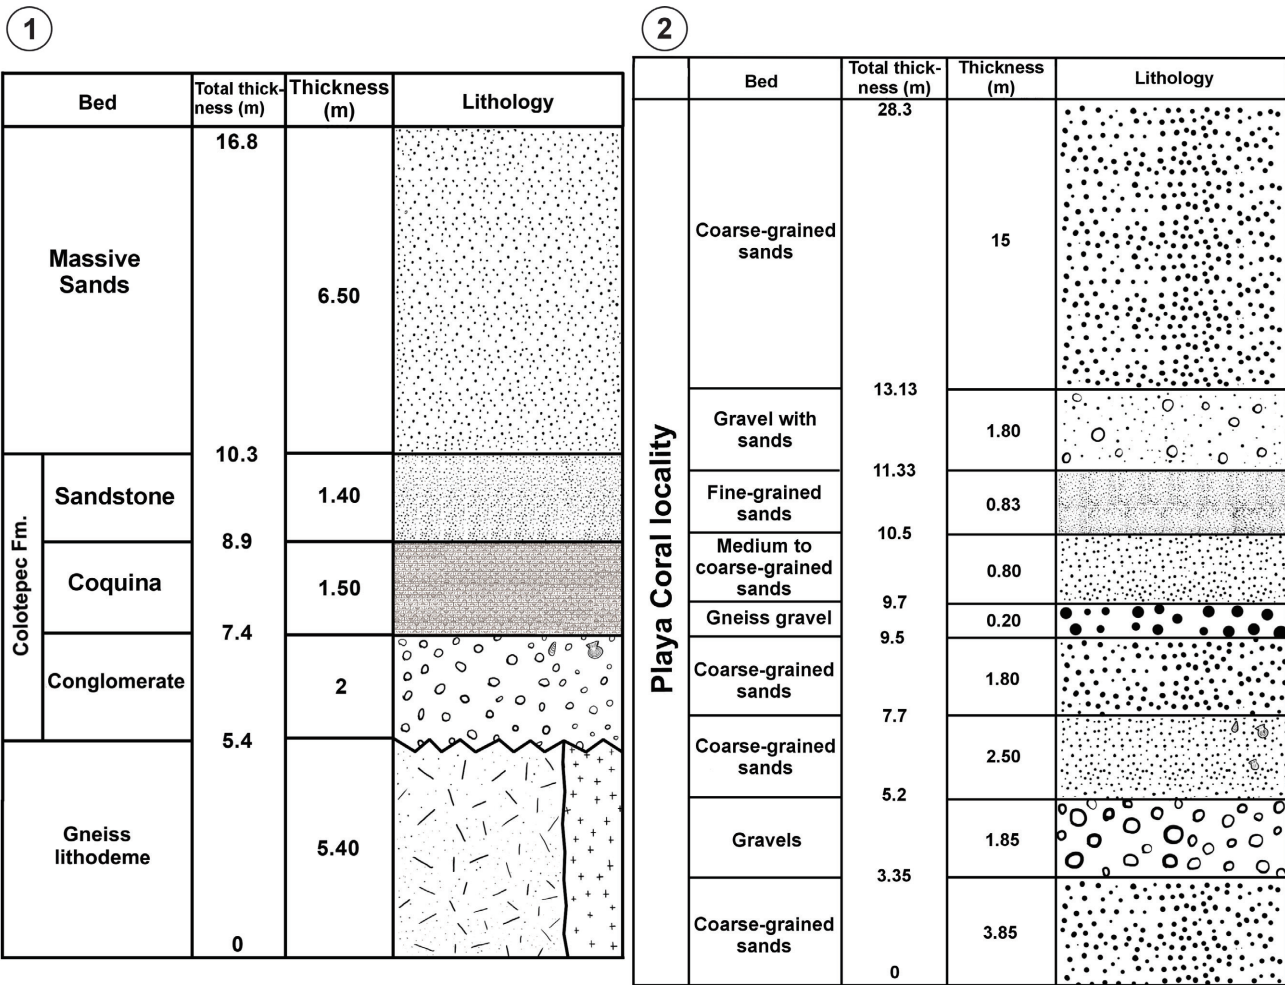 1
Bed
Total thick-
ness (m)
Thickness
(m)
Lithology
16.8
Massive
Sands
6.50
10.3
Colotepec Fm.
Sandstone
1.40
8.9
Coquina
1.50
7.4
Conglomerate
2
5.4
Gneiss
lithodeme
5.40
0
2
Bed
Total thick-
ness (m)
Thickness
(m)
Lithology
Playa Coral locality
28.3
Coarse-grained
sands
15
13.13
Gravel with
sands
1.80
11.33
Fine-grained
sands
0.83
10.5
Medium to
coarse-grained
sands
0.80
9.7
Gneiss gravel
0.20
9.5
Coarse-grained
sands
1.80
7.7
Coarse-grained
sands
2.50
5.2
Gravels
1.85
3.35
Coarse-grained
sands
3.85
0